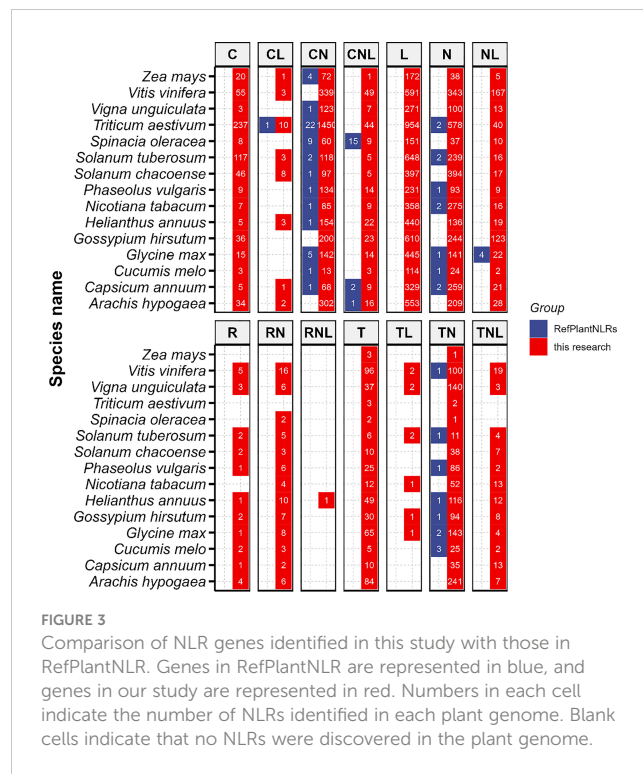 C CL CN CNL L N NL
Zea mays 20 1 4 72 1 172 38 5
Vitis vinifera 55 3 339 49 591 343 167
Vigna unguiculata 3 1 123 7 271 100 13
Triticum aestivum 237 1 10 22 1450 44 954 2 578 40
Spinacia oleracea 8 9 60 15 9 151 37 10
Solanum tuberosum 117 3 2 118 5 648 2 239 16
Solanum chacoense 46 8 1 97 5 397 394 17
Phaseolus vulgaris 9 1 134 14 231 1 93 9
Nicotiana tabacum 7 1 85 9 358 2 275 16
Helianthus annuus 5 3 1 154 22 440 136 19
Gossypium hirsutum 36 200 23 610 244 123
Glycine max 15 5 142 14 445 1 141 4 22
Cucumis melo 3 1 13 3 114 1 24 2
Capsicum annuum 5 1 1 68 2 9 329 2 259 21
Arachis hypogaea 34 2 302 1 16 553 209 28
Species name
Group
RefPlantNLRs
this research
R RN RNL T TL TN TNL
Zea mays 3 1
Vitis vinifera 5 16 96 2 1 100 19
Vigna unguiculata 3 6 37 2 140 3
Triticum aestivum 3 2
Spinacia oleracea 2 2 1
Solanum tuberosum 2 5 6 2 1 11 4
Solanum chacoense 2 3 10 38 7
Phaseolus vulgaris 1 6 25 1 86 2
Nicotiana tabacum 4 12 1 52 13
Helianthus annuus 1 10 1 49 1 116 12
Gossypium hirsutum 2 7 30 1 1 94 8
Glycine max 1 8 65 1 2 143 4
Cucumis melo 2 3 5 3 25 2
Capsicum annuum 1 2 10 35 13
Arachis hypogaea 4 6 84 241 7
FIGURE 3
Comparison of NLR genes identified in this study with those in
RefPlantNLR. Genes in RefPlantNLR are represented in blue, and
genes in our study are represented in red. Numbers in each cell
indicate the number of NLRs identified in each plant genome. Blank
cells indicate that no NLRs were discovered in the plant genome.